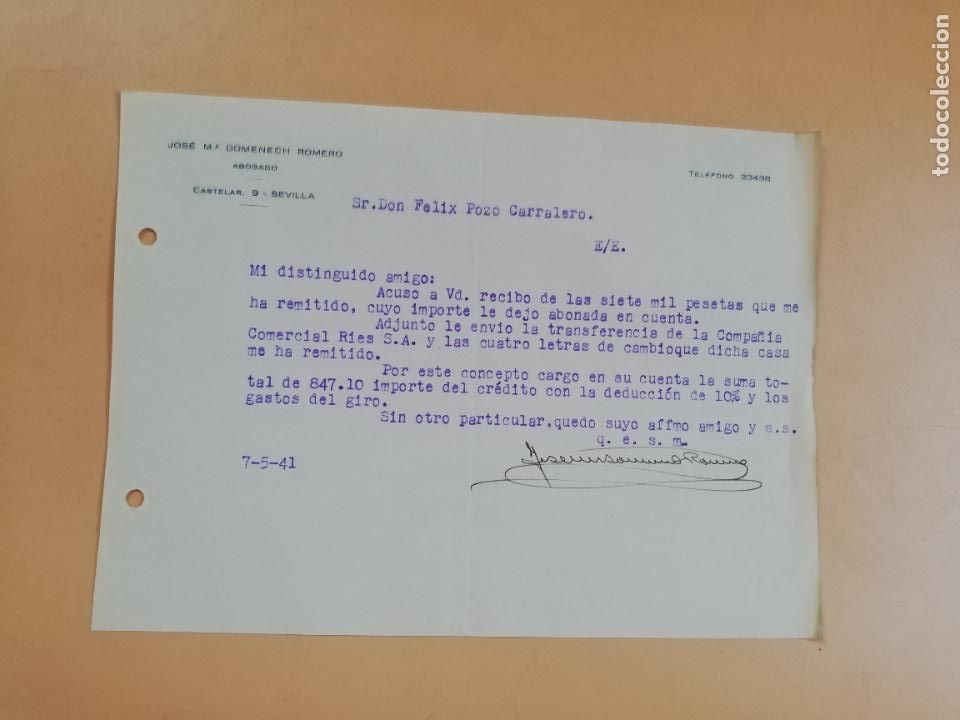 JOSÉ M.ª DOMENECH ROMERO
ABOGADO
CASTELAR, 9 - SEVILLA
TELÉFONO 23438
Sr.Don Felix Pozo Carralero.
E/E.
Mi distinguido amigo:
Acuso a Vd. recibo de las siete mil pesetas que me
ha remitido, cuyo importe le dejo abonada en cuenta.
Adjunto le envio la transferencia de la Compañia
Comercial Ries S.A. y las cuatro letras de cambioque dicha casa
me ha remitido.
Por este concepto cargo en su cuenta la suma to-
tal de 847.10 importe del crédito con la deducción de 10% y los
gastos del giro.
Sin otro particular,quedo suyo affmo amigo y s.s.
q. e. s. m.
7-5-41
todocoleccion